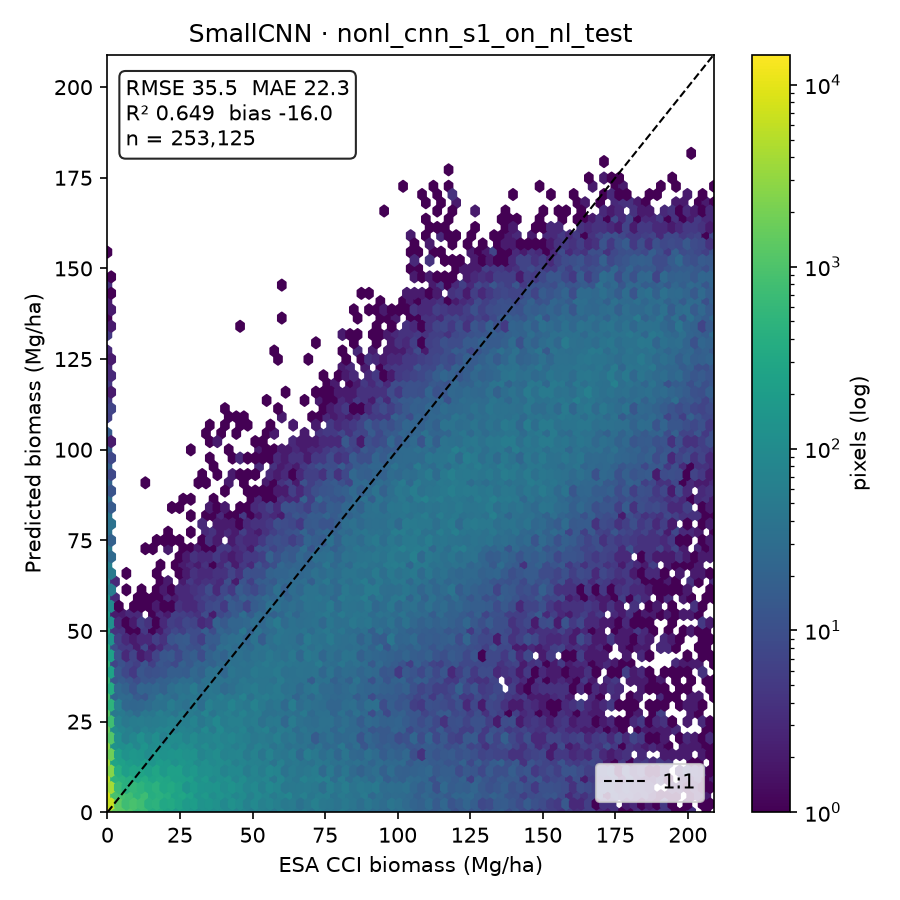 SmallCNN · nonl_cnn_s1_on_nl_test
RMSE 35.5  MAE 22.3
R² 0.649  bias -16.0
n = 253,125
Predicted biomass (Mg/ha)
200
175
150
125
100
75
50
25
0
0 25 50 75 100 125 150 175 200
ESA CCI biomass (Mg/ha)
1:1
10⁴
10³
10²
10¹
10⁰
pixels (log)